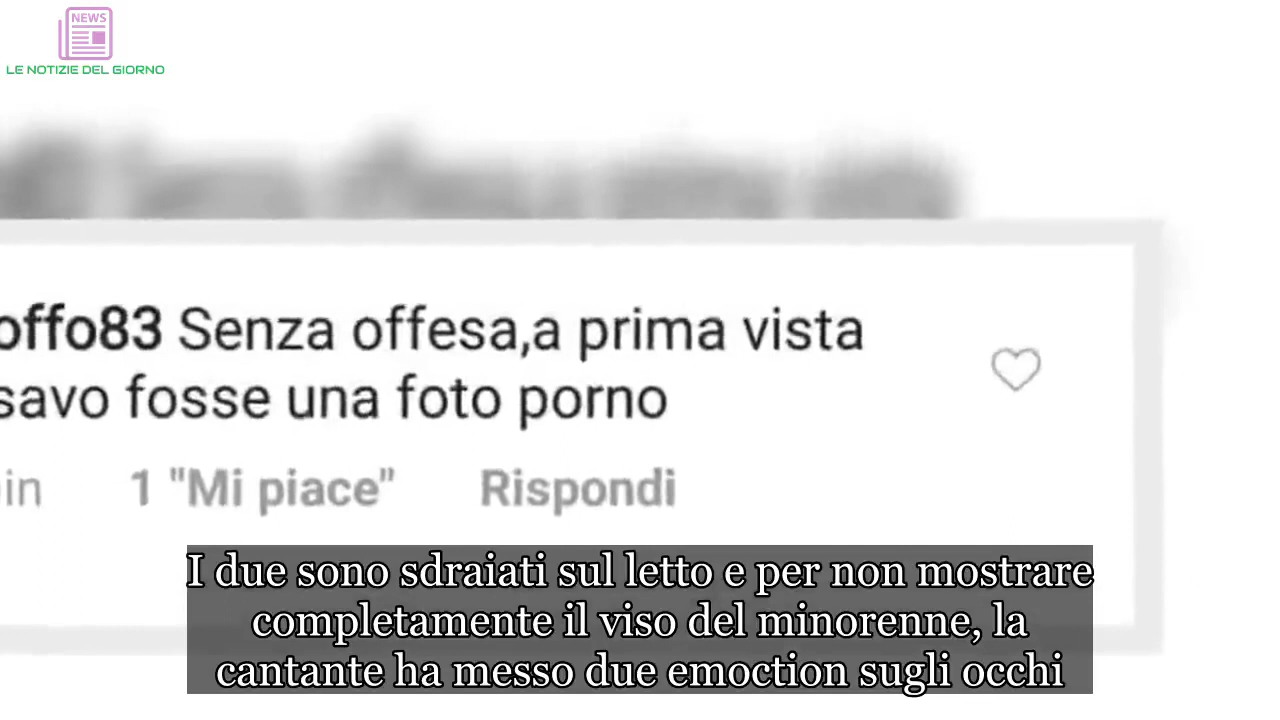 NEWS
LE NOTIZIE DEL GIORNO
offo83 Senza offesa,a prima vista
savo fosse una foto porno
in 1 "Mi piace" Rispondi
I due sono sdraiati sul letto e per non mostrare
completamente il viso del minorenne, la
cantante ha messo due emoction sugli occhi